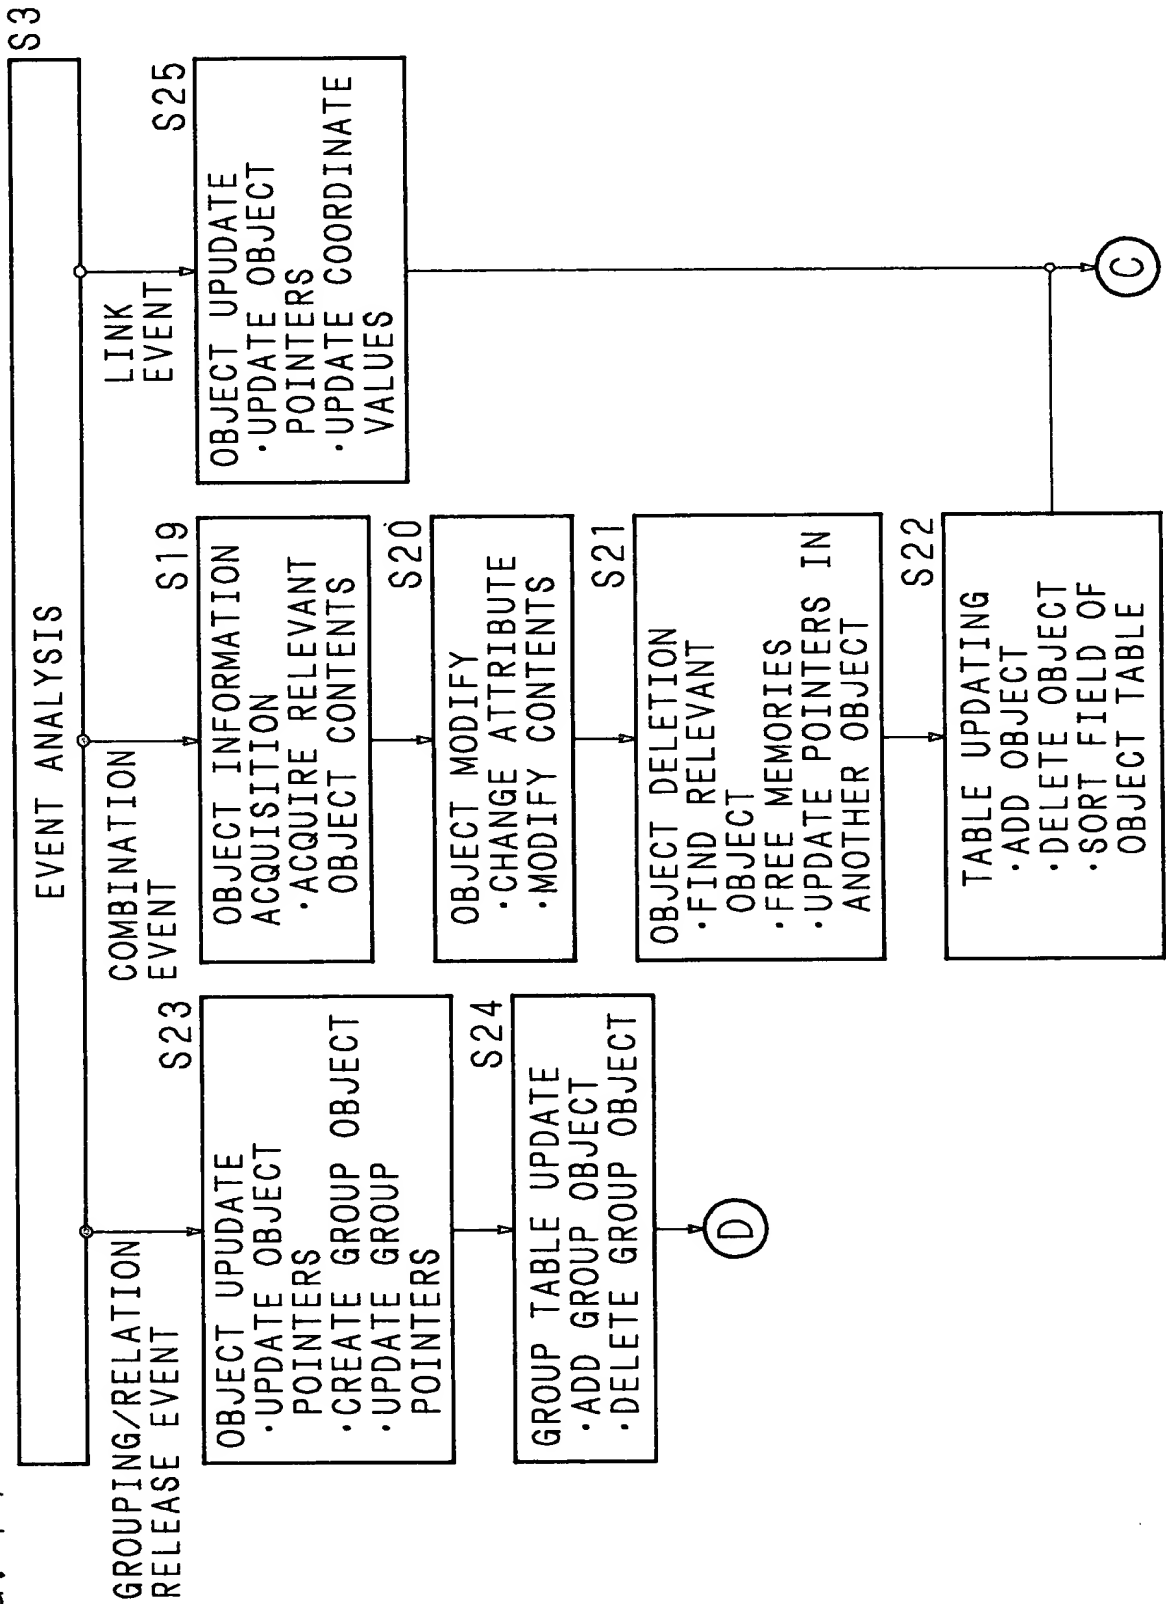 S3
EVENT ANALYSIS
GROUPING/RELATION
RELEASE EVENT
S23
OBJECT UPUDATE
·UPDATE OBJECT
POINTERS
·CREATE GROUP OBJECT
·UPDATE GROUP
POINTERS
S24
GROUP TABLE UPDATE
·ADD GROUP OBJECT
·DELETE GROUP OBJECT
D
COMBINATION
EVENT
S19
OBJECT INFORMATION
ACQUISITION
·ACQUIRE RELEVANT
OBJECT CONTENTS
S20
OBJECT MODIFY
·CHANGE ATTRIBUTE
·MODIFY CONTENTS
S21
OBJECT DELETION
·FIND RELEVANT
OBJECT
·FREE MEMORIES
·UPDATE POINTERS IN
ANOTHER OBJECT
S22
TABLE UPDATING
·ADD OBJECT
·DELETE OBJECT
·SORT FIELD OF
OBJECT TABLE
LINK
EVENT
S25
OBJECT UPUDATE
·UPDATE OBJECT
POINTERS
·UPDATE COORDINATE
VALUES
C